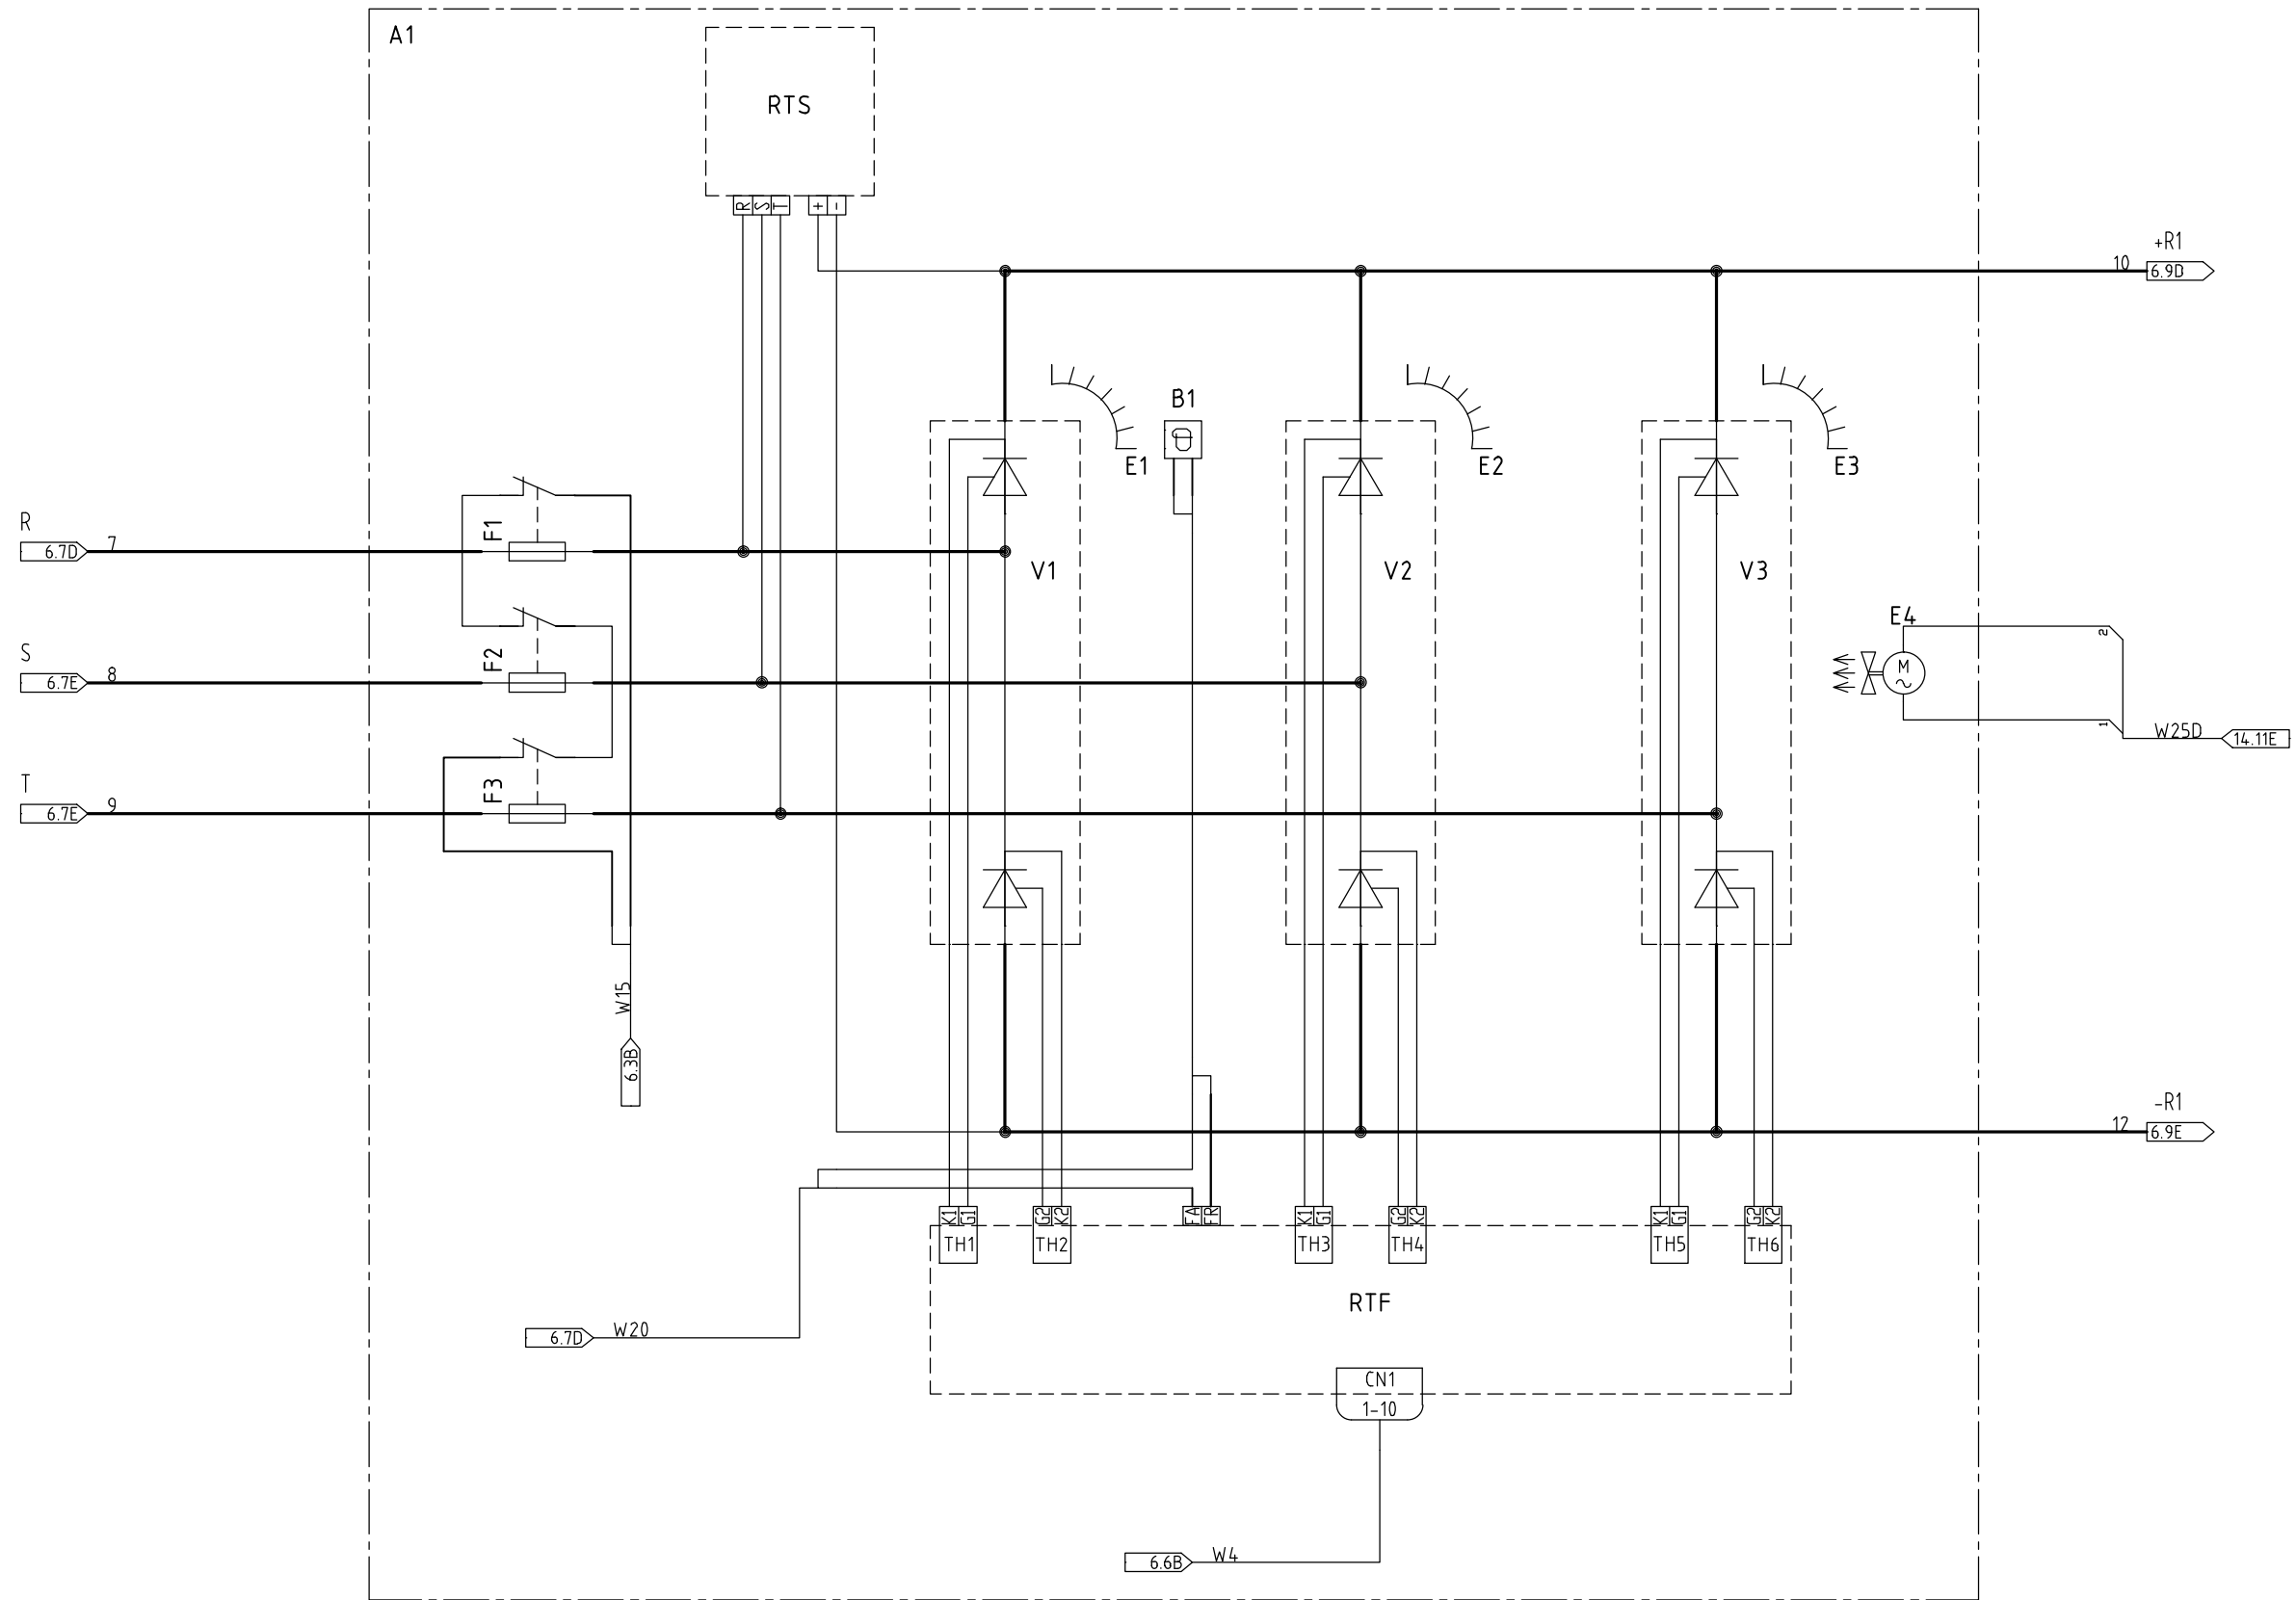 A1
RTS
R S T + -
+R1
10 6.9D
B1
E1 E2 E3
R
6.7D 7
F1
V1 V2 V3
E4
M
2
S
6.7E 8
F2
1
W25D 14.11E
T
6.7E 9
F3
W15
6.3B
-R1
12 6.9E
K1 G1 G2 K2 FA FR K1 G1 G2 K2 K1 G1 G2 K2
TH1 TH2 TH3 TH4 TH5 TH6
RTF
6.7D W20
CN1
1-10
6.6B W4